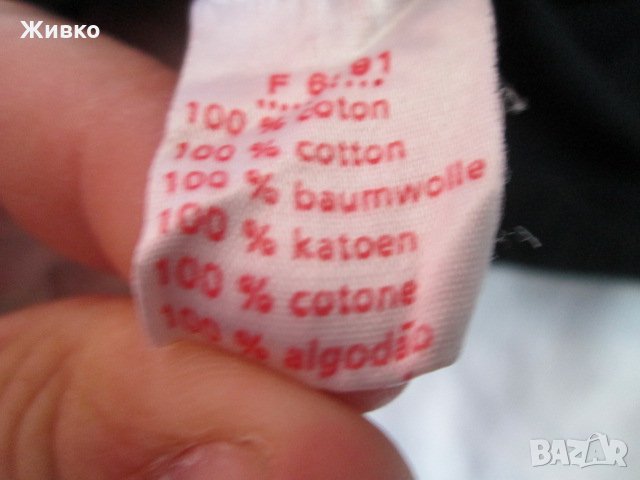 Живко
100 % coton
100 % cotton
100 % baumwolle
100 % katoen
100 % cotone
100 % algodão
BAZAR